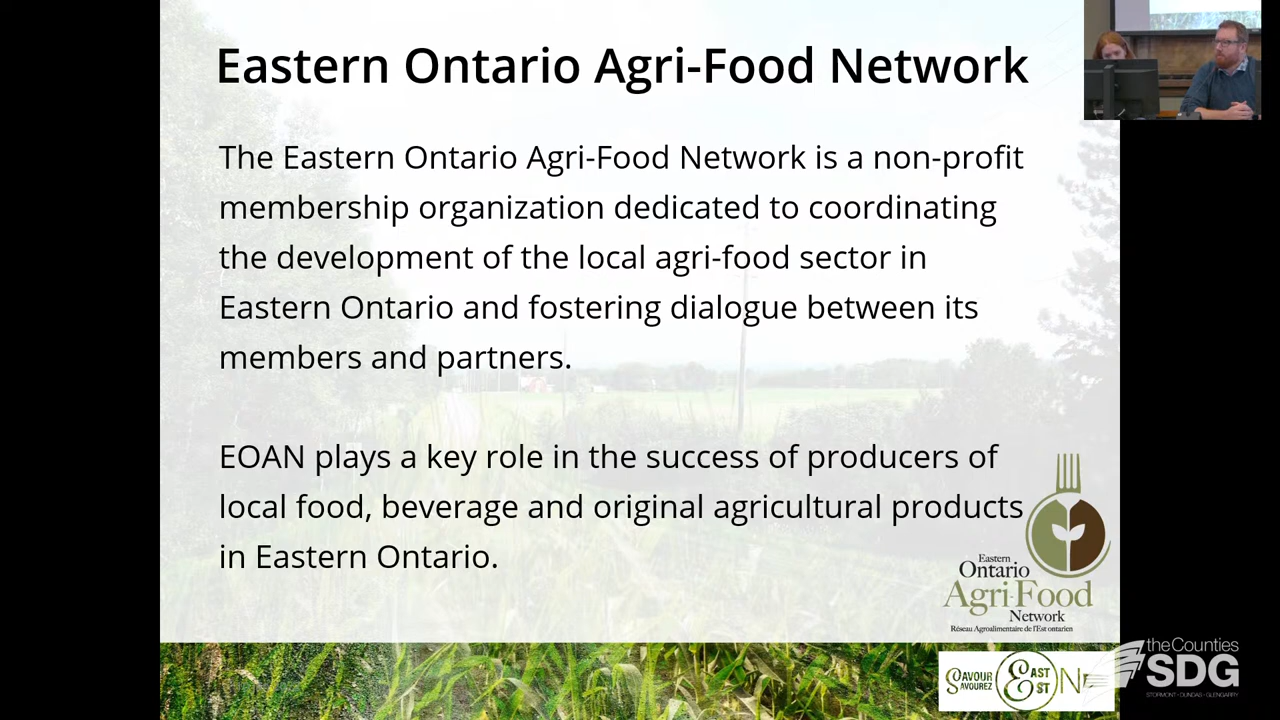 Eastern Ontario Agri-Food Network
The Eastern Ontario Agri-Food Network is a non-profit
membership organization dedicated to coordinating
the development of the local agri-food sector in
Eastern Ontario and fostering dialogue between its
members and partners.
EOAN plays a key role in the success of producers of
local food, beverage and original agricultural products
in Eastern Ontario.
Eastern
Ontario
Agri-Food
Network
Réseau Agroalimentaire de l'Est ontarien
SAVOUR
SAVOUREZ
EAST
EST
the Counties
SDG
STORMONT • DUNDAS • GLENGARRY